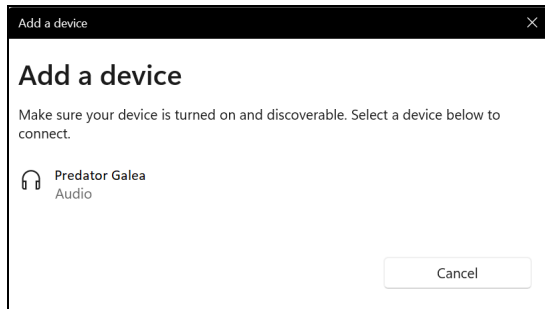 Add a device
Add a device
Make sure your device is turned on and discoverable. Select a device below to
connect.
Predator Galea
Audio
Cancel